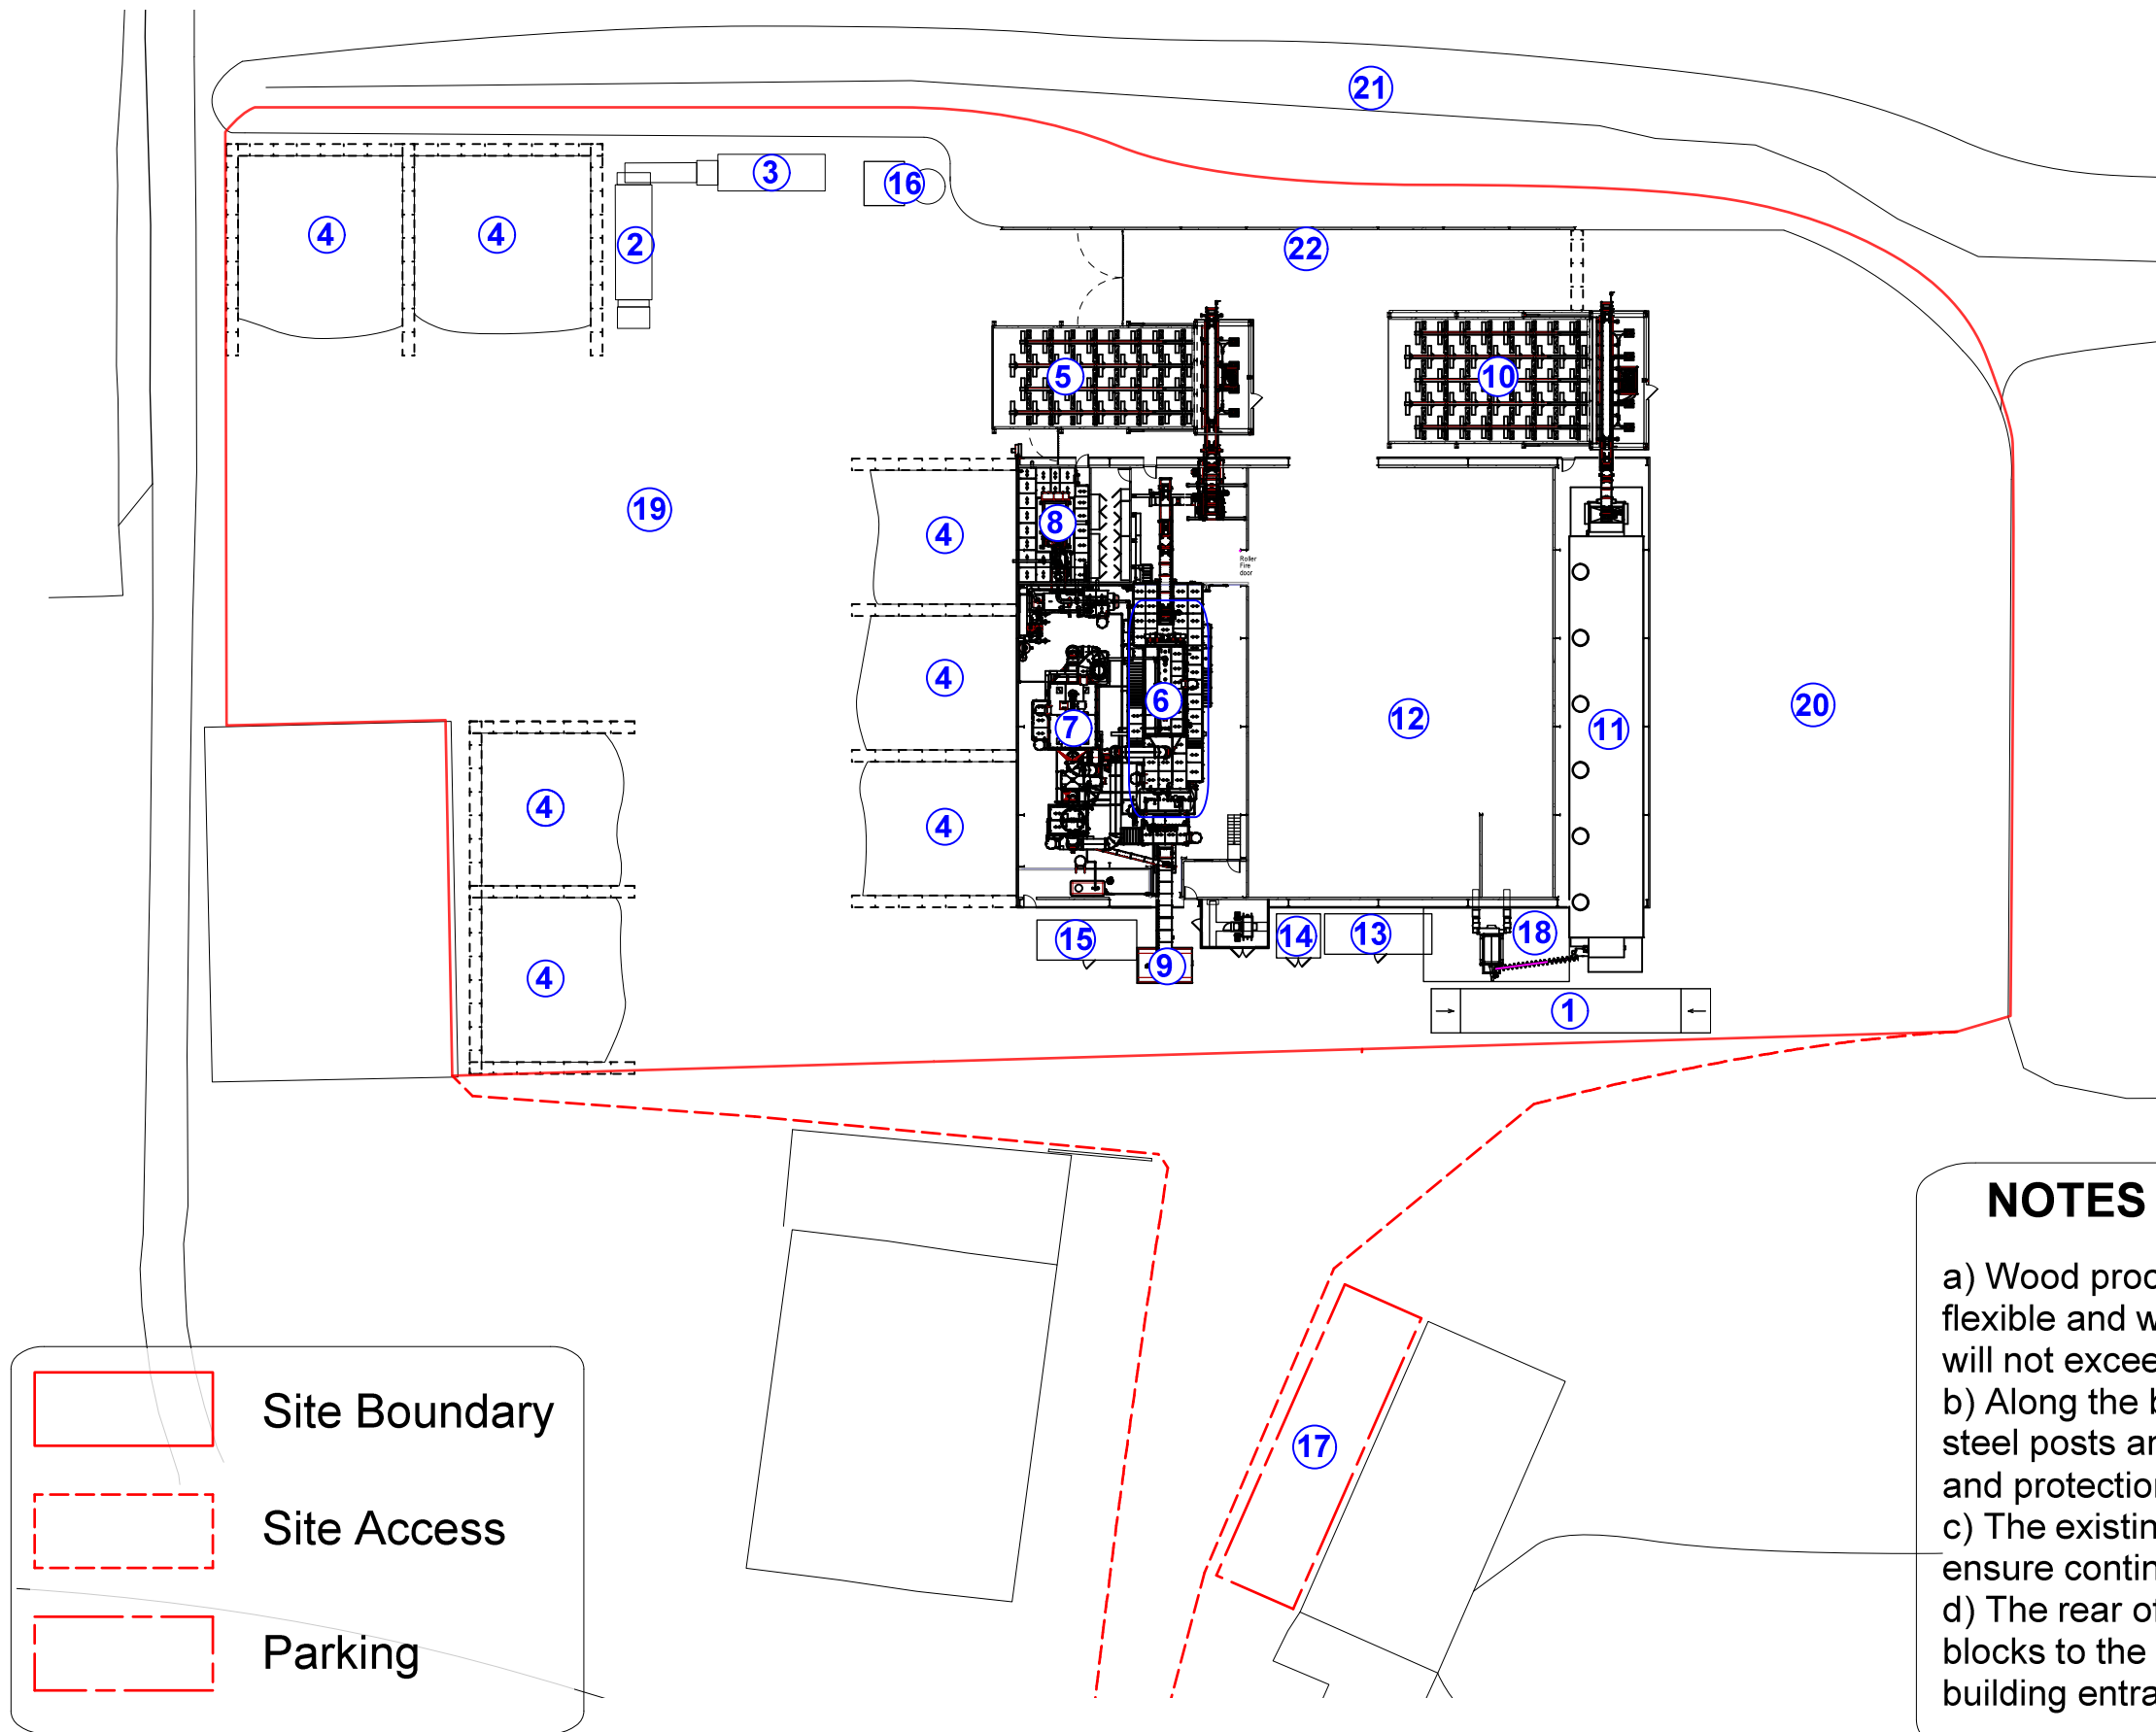 21
3
16
4
4
2
22
5
10
19
8
4
Roller
Fire
door
4
6
7
12
11
20
4
4
4
15
14
13
18
9
1
17
Site Boundary
Site Access
Parking
NOTES
a) Wood proc
flexible and w
will not excee
b) Along the b
steel posts ar
and protection
c) The existin
ensure contin
d) The rear of
blocks to the
building entra